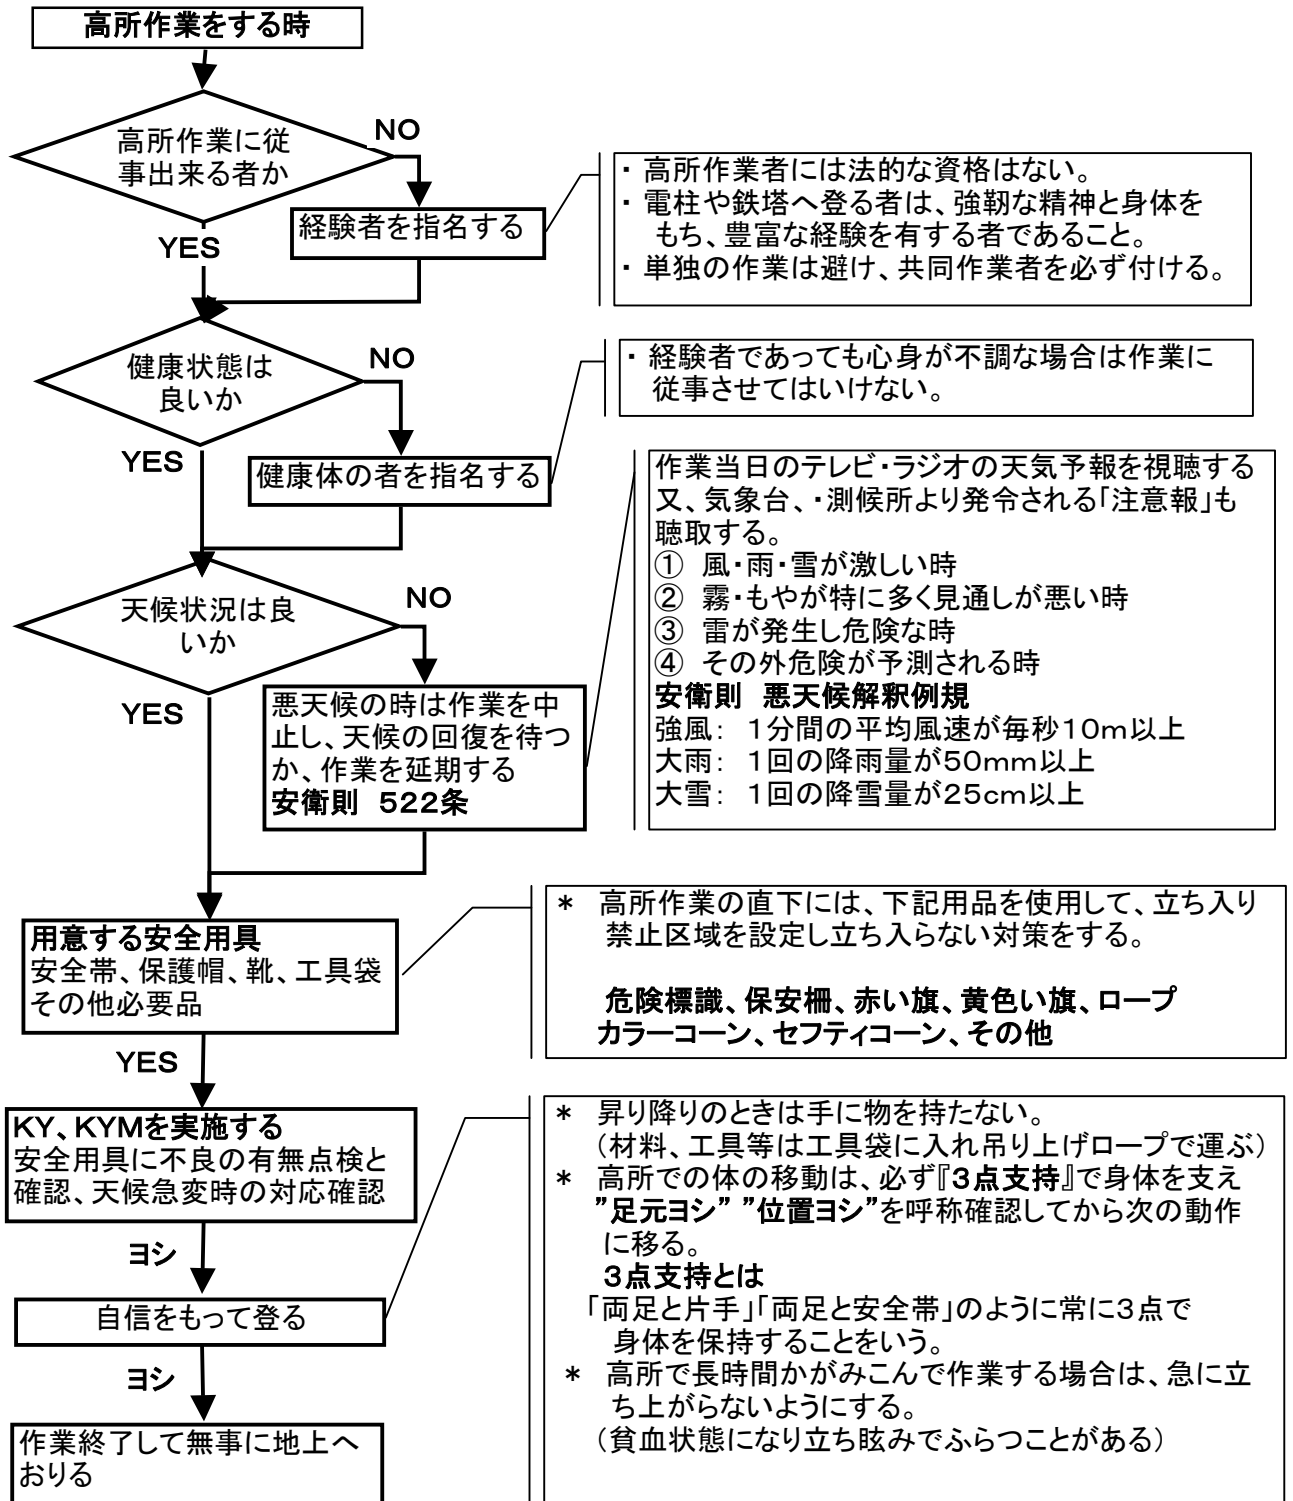 高所作業をする時
高所作業に従
事出来る者か
NO
YES
経験者を指名する
・ 高所作業者には法的な資格はない。
・ 電柱や鉄塔へ登る者は、強靭な精神と身体を
もち、豊富な経験を有する者であること。
・ 単独の作業は避け、共同作業者を必ず付ける。
健康状態は
良いか
NO
YES
健康体の者を指名する
・ 経験者であっても心身が不調な場合は作業に
従事させてはいけない。
天候状況は良
いか
NO
YES
悪天候の時は作業を中
止し、天候の回復を待つ
か、作業を延期する
安衛則 522条
作業当日のテレビ・ラジオの天気予報を視聴する
又、気象台、・測候所より発令される「注意報」も
聴取する。
① 風・雨・雪が激しい時
② 霧・もやが特に多く見通しが悪い時
③ 雷が発生し危険な時
④ その外危険が予測される時
安衛則 悪天候解釈例規
強風: 1分間の平均風速が毎秒10m以上
大雨: 1回の降雨量が50mm以上
大雪: 1回の降雪量が25cm以上
用意する安全用具
安全帯、保護帽、靴、工具袋
その他必要品
YES
* 高所作業の直下には、下記用品を使用して、立ち入り
禁止区域を設定し立ち入らない対策をする。
危険標識、保安柵、赤い旗、黄色い旗、ロープ
カラーコーン、セフティコーン、その他
KY、KYMを実施する
安全用具に不良の有無点検と
確認、天候急変時の対応確認
ヨシ
自信をもって登る
ヨシ
作業終了して無事に地上へ
おりる
* 昇り降りのときは手に物を持たない。
(材料、工具等は工具袋に入れ吊り上げロープで運ぶ)
* 高所での体の移動は、必ず『3点支持』で身体を支え
”足元ヨシ” ”位置ヨシ”を呼称確認してから次の動作
に移る。
3点支持とは
「両足と片手」「両足と安全帯」のように常に3点で
身体を保持することをいう。
* 高所で長時間かがみこんで作業する場合は、急に立
ち上がらないようにする。
(貧血状態になり立ち眩みでふらつことがある)